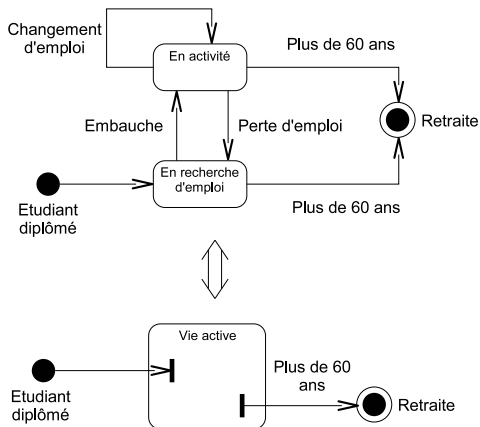 Changement
d'emploi
En activité
Plus de 60 ans
Embauche
Perte d'emploi
Retraite
En recherche
d'emploi
Etudiant
diplômé
Plus de 60 ans
Vie active
Plus de 60
ans
Etudiant
diplômé
Retraite